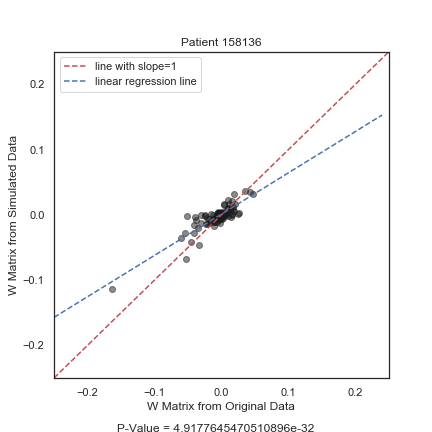 Patient 158136
line with slope=1
linear regression line
0.2
0.1
0.0
−0.1
−0.2
W Matrix from Simulated Data
−0.2
−0.1
0.0
0.1
0.2
W Matrix from Original Data
P-Value = 4.9177645470510896e-32